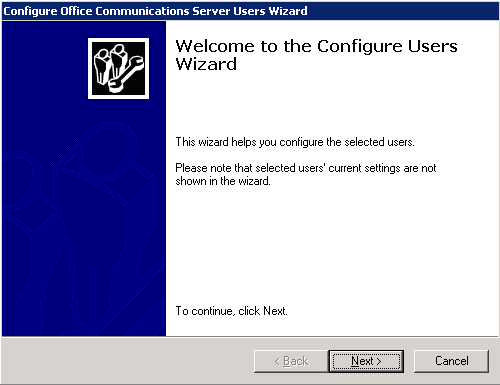 Configure Office Communications Server Users Wizard
Welcome to the Configure Users
Wizard
This wizard helps you configure the selected users.
Please note that selected users' current settings are not
shown in the wizard.
To continue, click Next.
< Back
Next >
Cancel